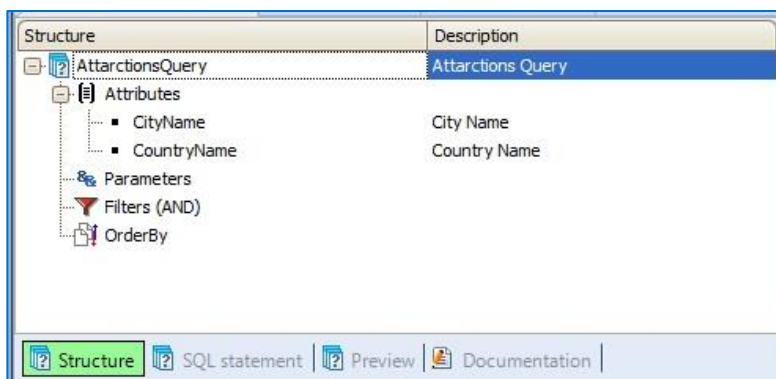 Structure Description
AttarctionsQuery Attarctions Query
Attributes
CityName City Name
CountryName Country Name
Parameters
Filters (AND)
OrderBy
Structure SQL statement Preview Documentation